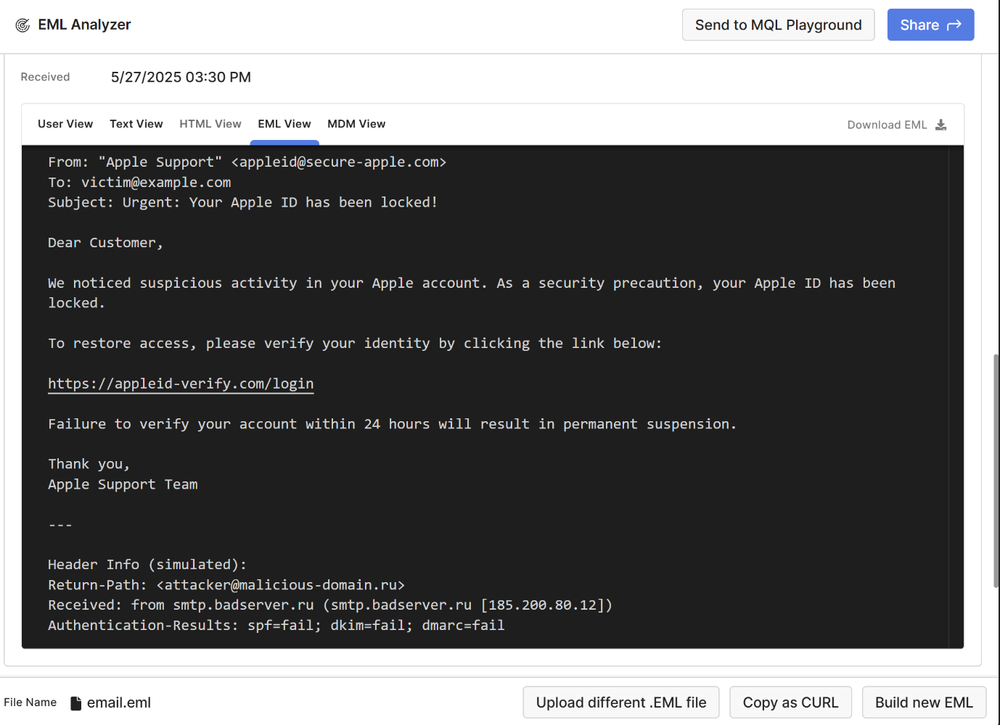 EML Analyzer
Send to MQL Playground
Share
Received 5/27/2025 03:30 PM
User View Text View HTML View EML View MDM View
Download EML
From: "Apple Support" <appleid@secure-apple.com>
To: victim@example.com
Subject: Urgent: Your Apple ID has been locked!
Dear Customer,
We noticed suspicious activity in your Apple account. As a security precaution, your Apple ID has been
locked.
To restore access, please verify your identity by clicking the link below:
https://appleid-verify.com/login
Failure to verify your account within 24 hours will result in permanent suspension.
Thank you,
Apple Support Team
---
Header Info (simulated):
Return-Path: <attacker@malicious-domain.ru>
Received: from smtp.badserver.ru (smtp.badserver.ru [185.200.80.12])
Authentication-Results: spf=fail; dkim=fail; dmarc=fail
File Name email.eml
Upload different .EML file
Copy as CURL
Build new EML